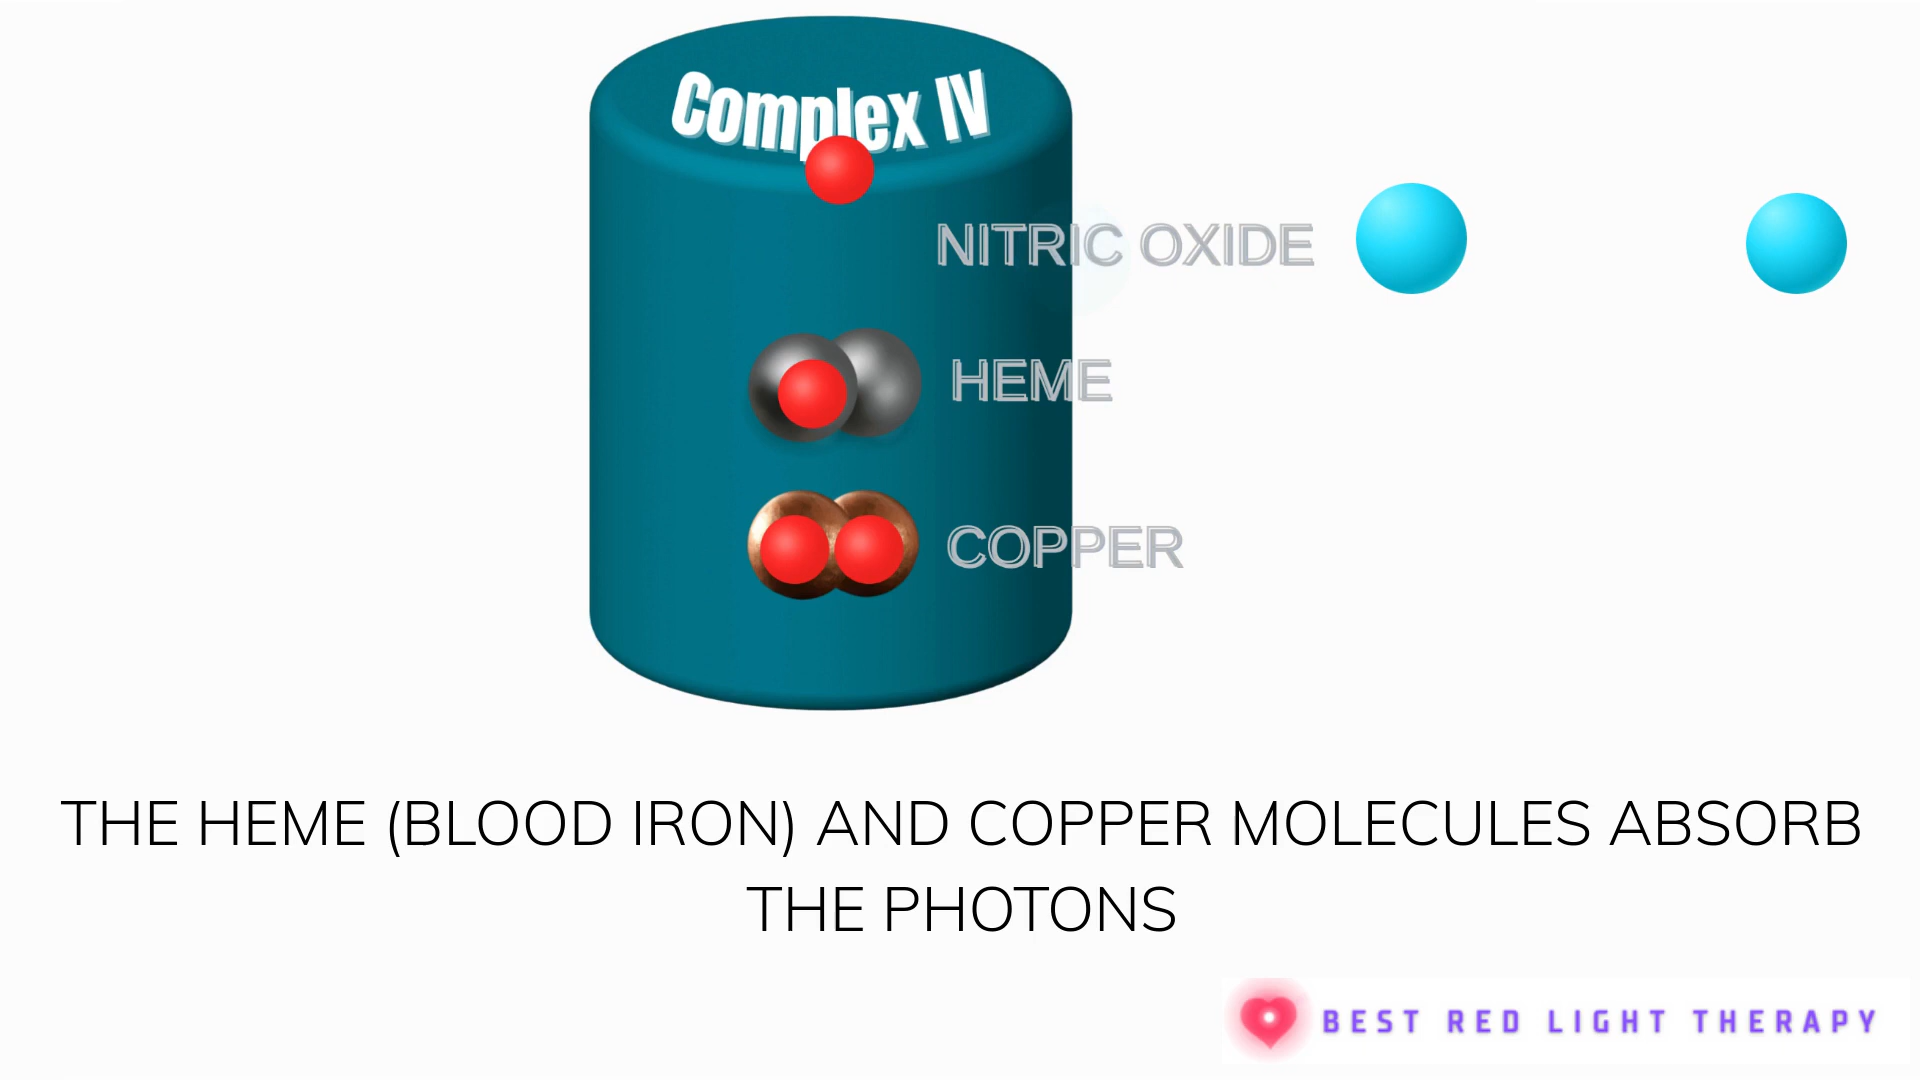 Complex IV
NITRIC OXIDE
HEME
COPPER
THE HEME (BLOOD IRON) AND COPPER MOLECULES ABSORB
THE PHOTONS
BEST RED LIGHT THERAPY